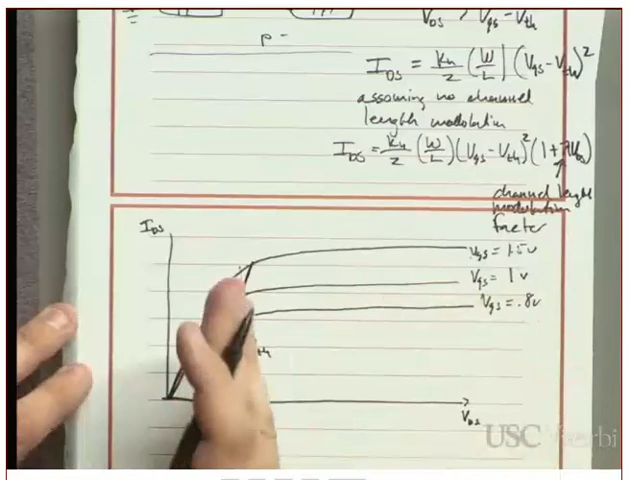 V_DS > V_gs - V_th
p -
I_DS = k_n/2 (W/L) (V_gs - V_th)^2
assuming no channel
length modulation
I_DS = k_n/2 (W/L) (V_gs - V_th)^2 (1 + λV_DS)
channel length
modulation
factor
I_DS
V_gs = 1.5v
V_gs = 1v
V_gs = .8v
th
V_DS
USC